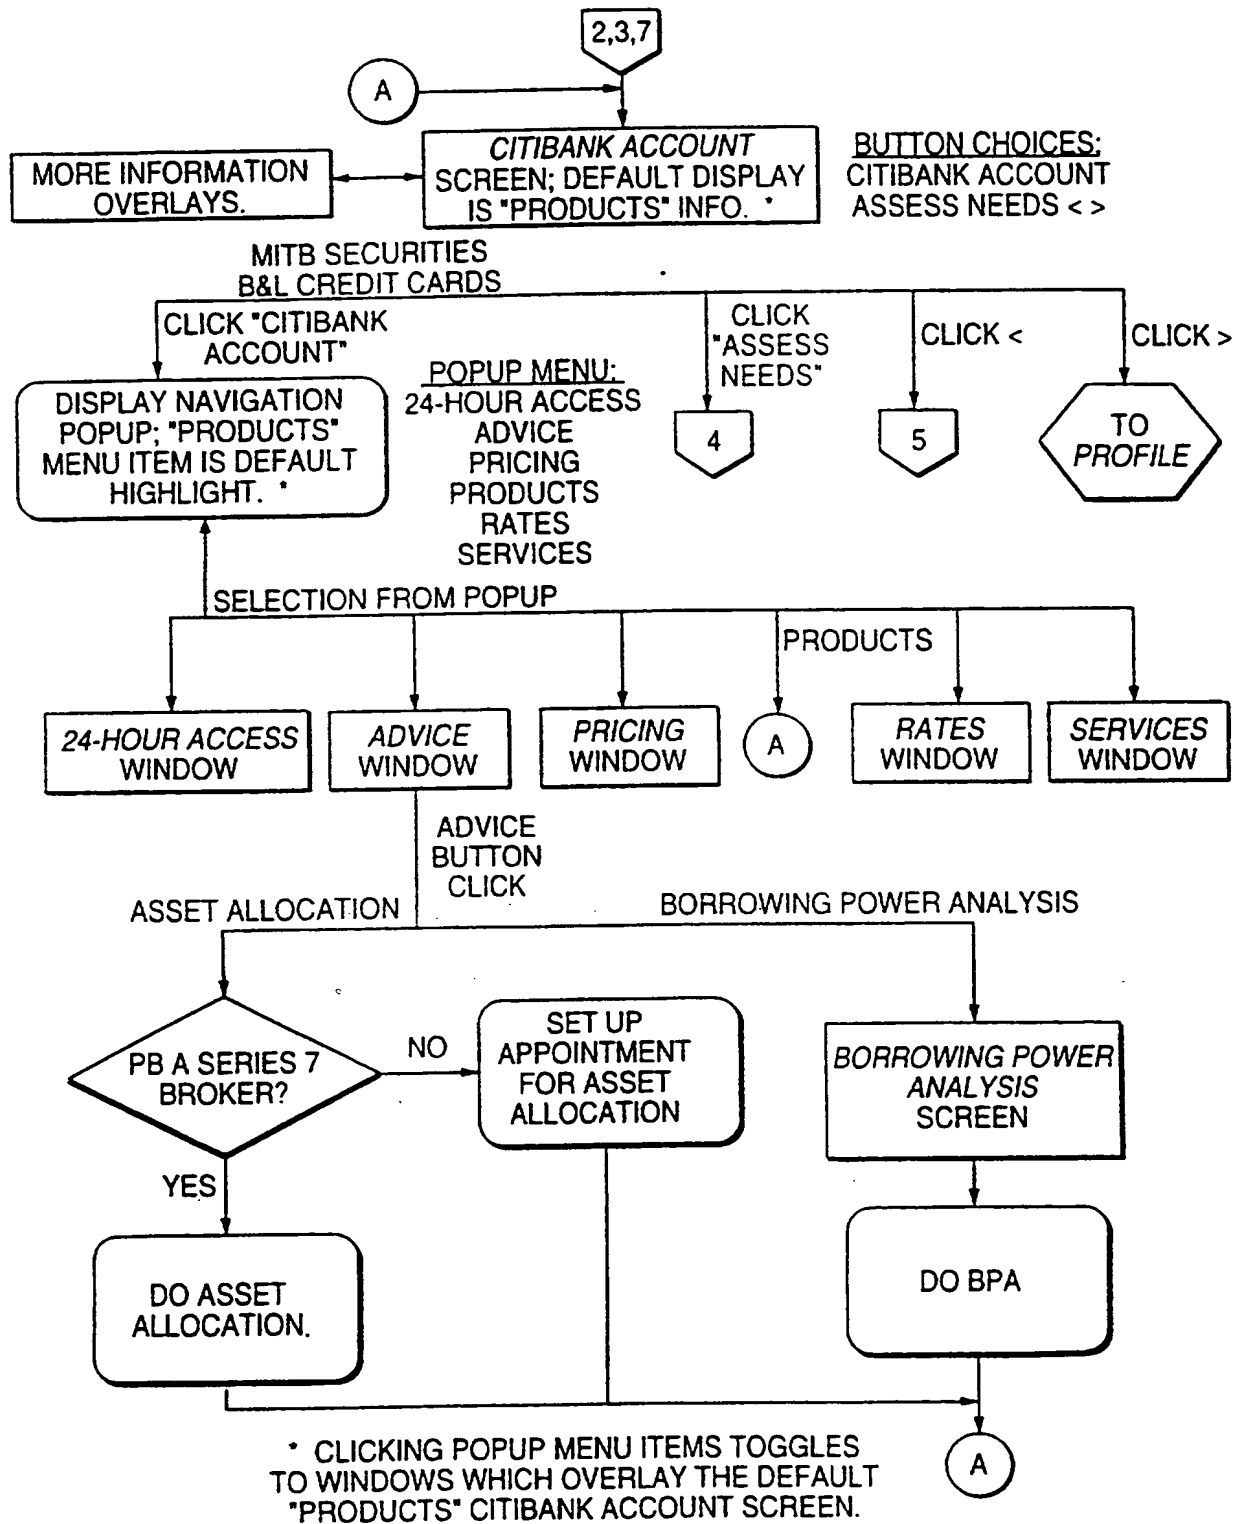 2,3,7
A
CITIBANK ACCOUNT
SCREEN; DEFAULT DISPLAY
IS "PRODUCTS" INFO. *
MORE INFORMATION
OVERLAYS.
BUTTON CHOICES:
CITIBANK ACCOUNT
ASSESS NEEDS < >
MITB SECURITIES
B&L CREDIT CARDS
CLICK "CITIBANK
ACCOUNT"
CLICK
"ASSESS
NEEDS"
CLICK <
CLICK >
DISPLAY NAVIGATION
POPUP; "PRODUCTS"
MENU ITEM IS DEFAULT
HIGHLIGHT. *
POPUP MENU:
24-HOUR ACCESS
ADVICE
PRICING
PRODUCTS
RATES
SERVICES
4
5
TO
PROFILE
SELECTION FROM POPUP
PRODUCTS
24-HOUR ACCESS
WINDOW
ADVICE
WINDOW
PRICING
WINDOW
A
RATES
WINDOW
SERVICES
WINDOW
ADVICE
BUTTON
CLICK
ASSET ALLOCATION
BORROWING POWER ANALYSIS
PB A SERIES 7
BROKER?
NO
SET UP
APPOINTMENT
FOR ASSET
ALLOCATION
BORROWING POWER
ANALYSIS
SCREEN
YES
DO ASSET
ALLOCATION.
DO BPA
A
* CLICKING POPUP MENU ITEMS TOGGLES
TO WINDOWS WHICH OVERLAY THE DEFAULT
"PRODUCTS" CITIBANK ACCOUNT SCREEN.